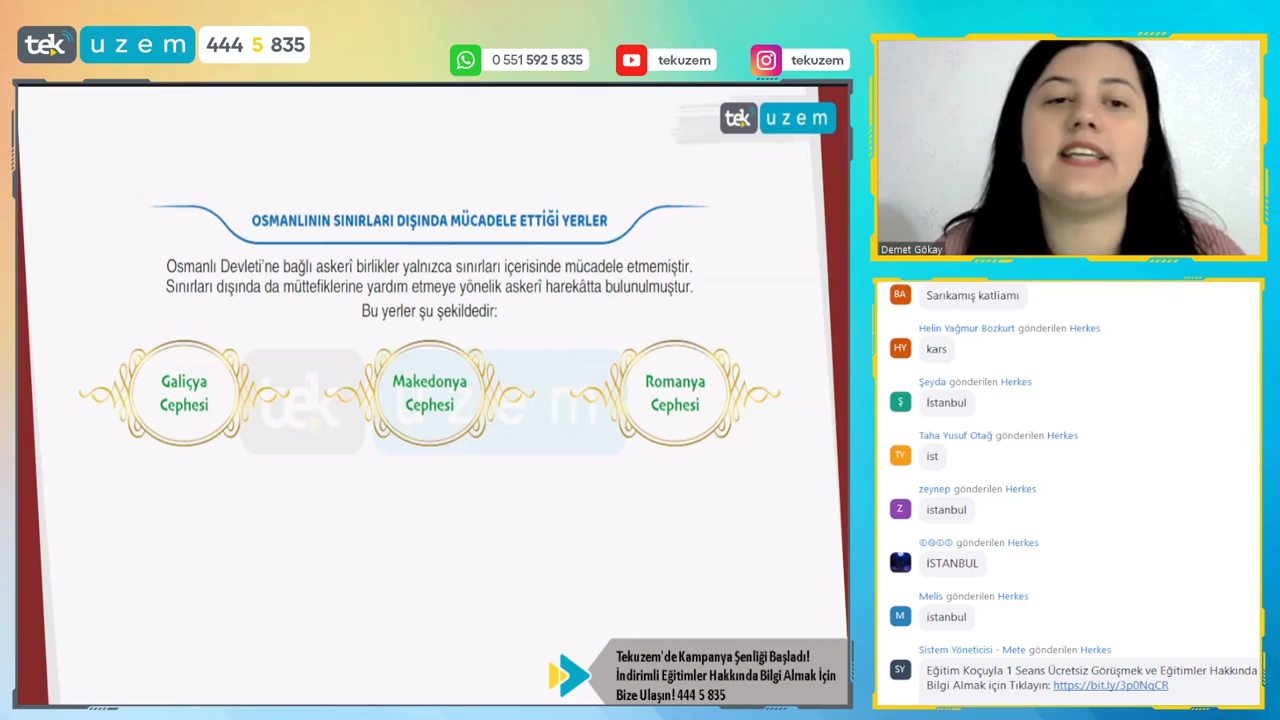 tek uzem 444 5 835
0 551 592 5 835
tekuzem
tekuzem
tek uzem
OSMANLININ SINIRLARI DIŞINDA MÜCADELE ETTİĞİ YERLER
Osmanlı Devleti'ne bağlı askerî birlikler yalnızca sınırları içerisinde mücadele etmemiştir.
Sınırları dışında da müttefiklerine yardım etmeye yönelik askerî harekâtta bulunulmuştur.
Bu yerler şu şekildedir:
Galiçya
Cephesi
Makedonya
Cephesi
Romanya
Cephesi
tek uzem
Tekuzem'de Kampanya Şenliği Başladı!
İndirimli Eğitimler Hakkında Bilgi Almak İçin
Bize Ulaşın! 444 5 835
Demet Gökay
BA
Sarıkamış katliamı
Helin Yağmur Bozkurt gönderilen Herkes
HY
kars
Şeyda gönderilen Herkes
Ş
İstanbul
Taha Yusuf Otağ gönderilen Herkes
TY
ist
zeynep gönderilen Herkes
Z
istanbul
gönderilen Herkes
İSTANBUL
Melis gönderilen Herkes
M
istanbul
Sistem Yöneticisi - Mete gönderilen Herkes
SY
Eğitim Koçuyla 1 Seans Ücretsiz Görüşmek ve Eğitimler Hakkında
Bilgi Almak için Tıklayın: https://bit.ly/3p0NqCR